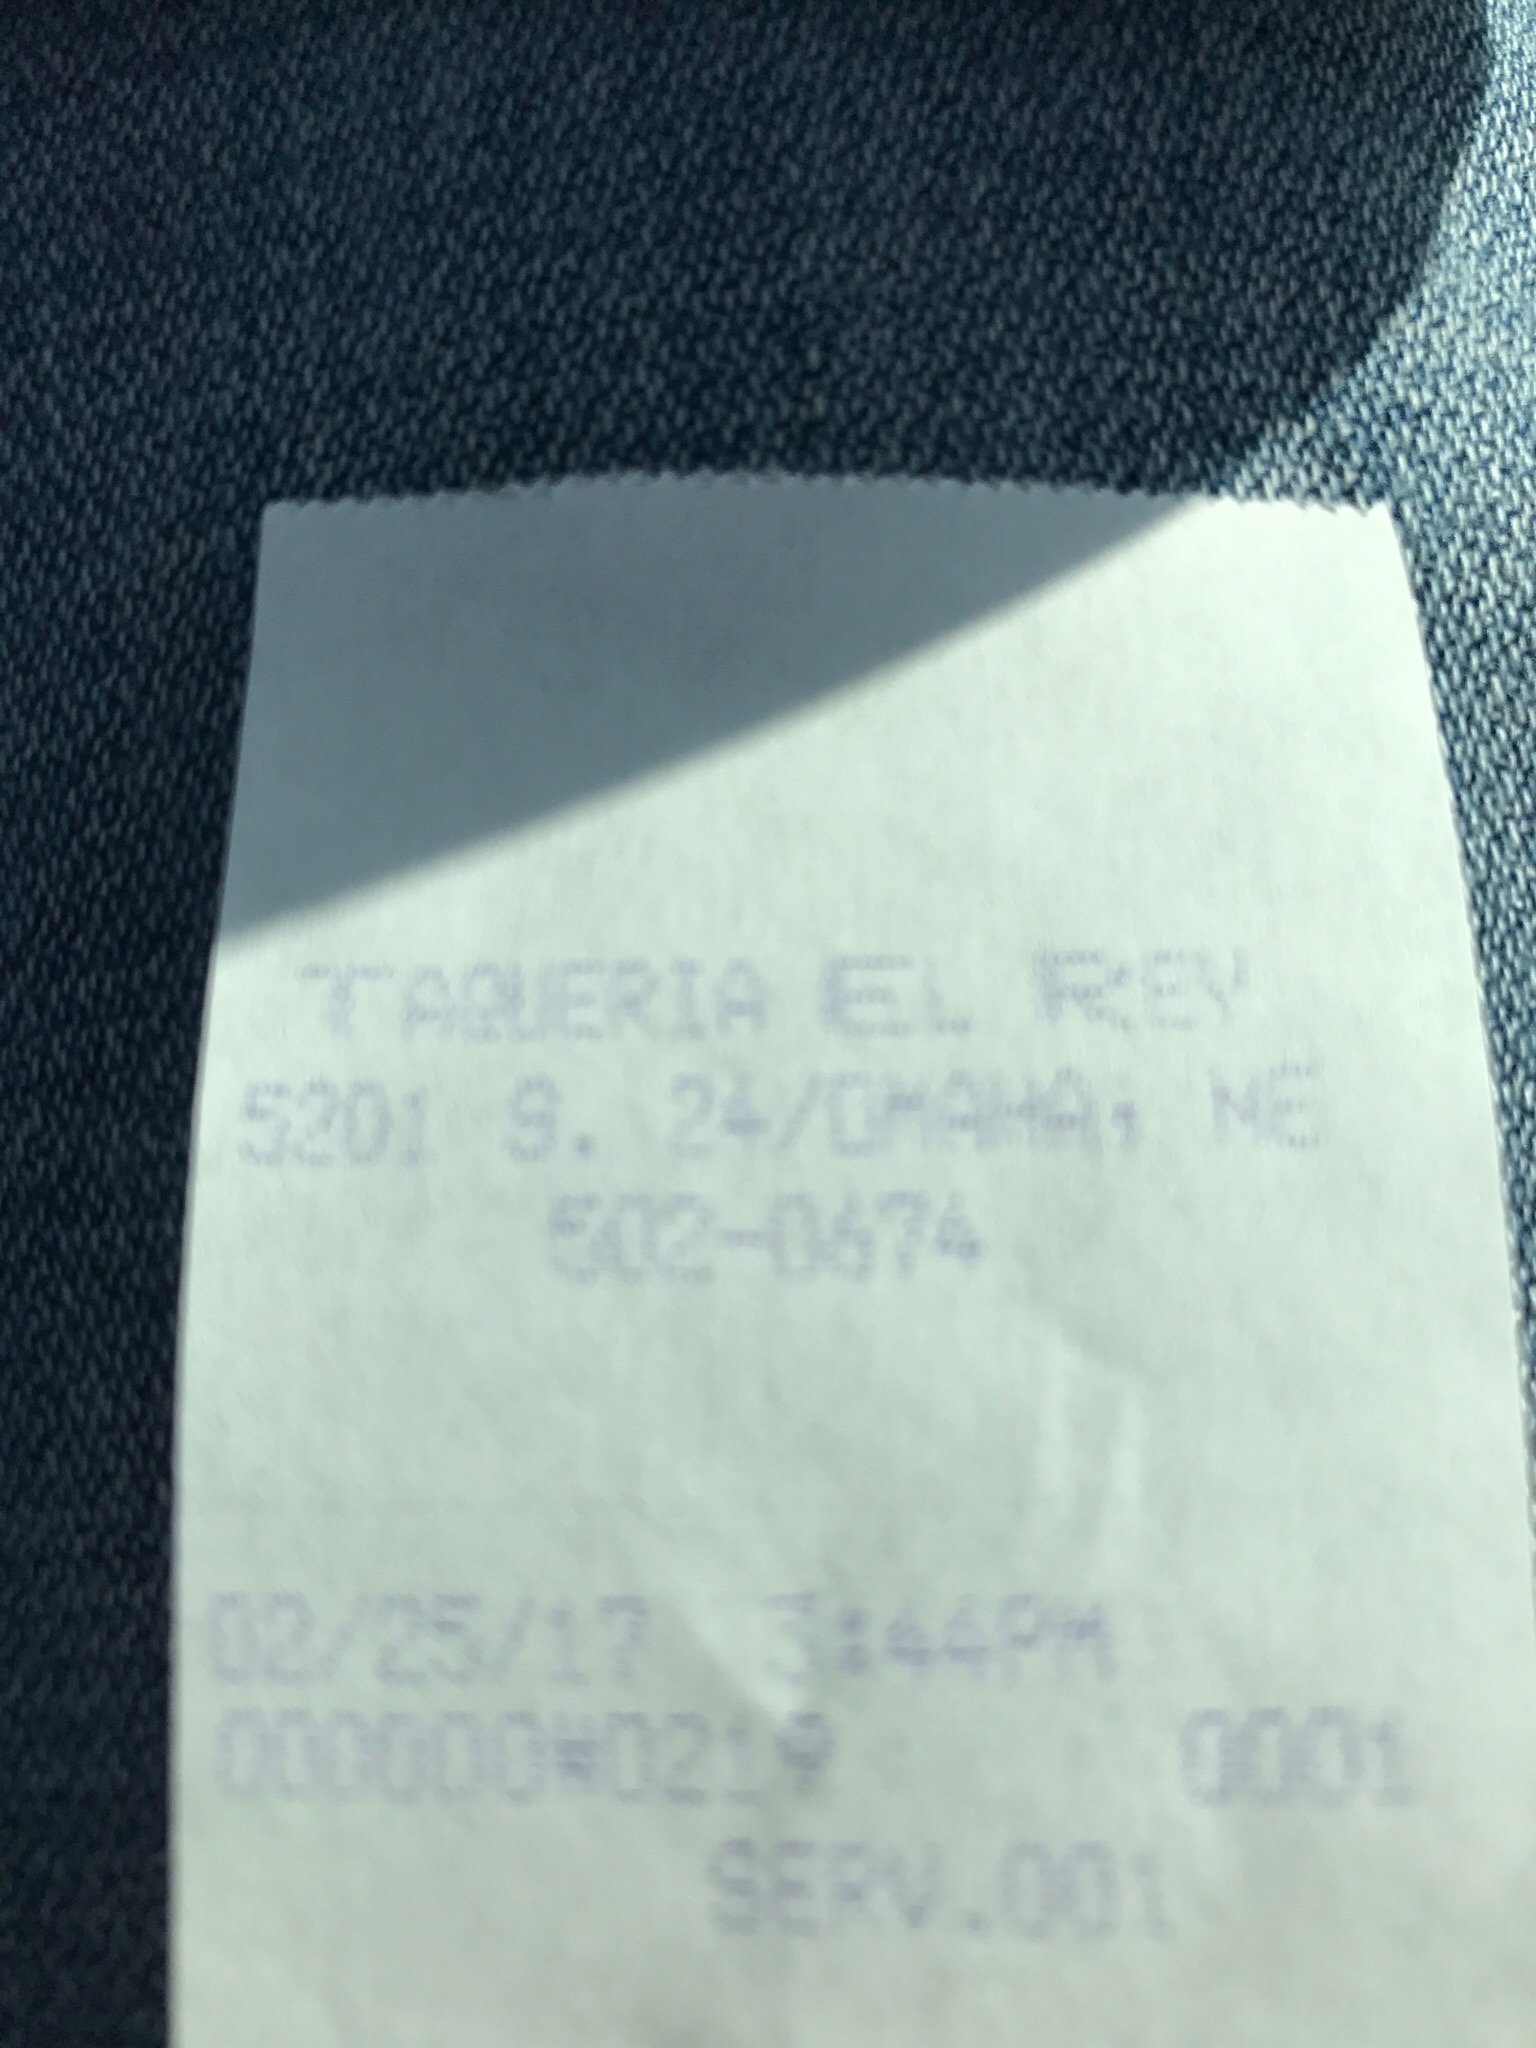 TAQUERIA EL REY
5201 S. 24/OMAHA, NE
502-0674
02/25/17 3:44PM
000000#0219 0001
SERV.001